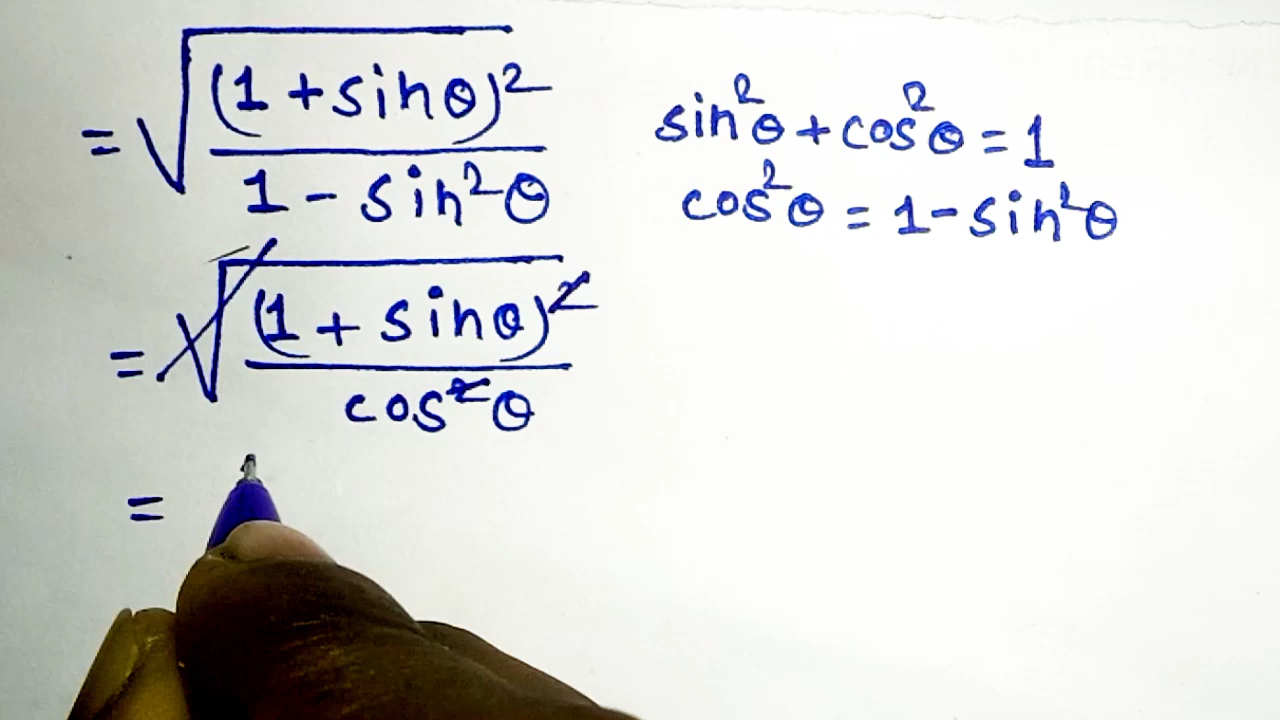 = √((1 + sinθ)² / (1 - sin²θ))
sin²θ + cos²θ = 1
cos²θ = 1 - sin²θ
= √((1 + sinθ)² / cos²θ)
=